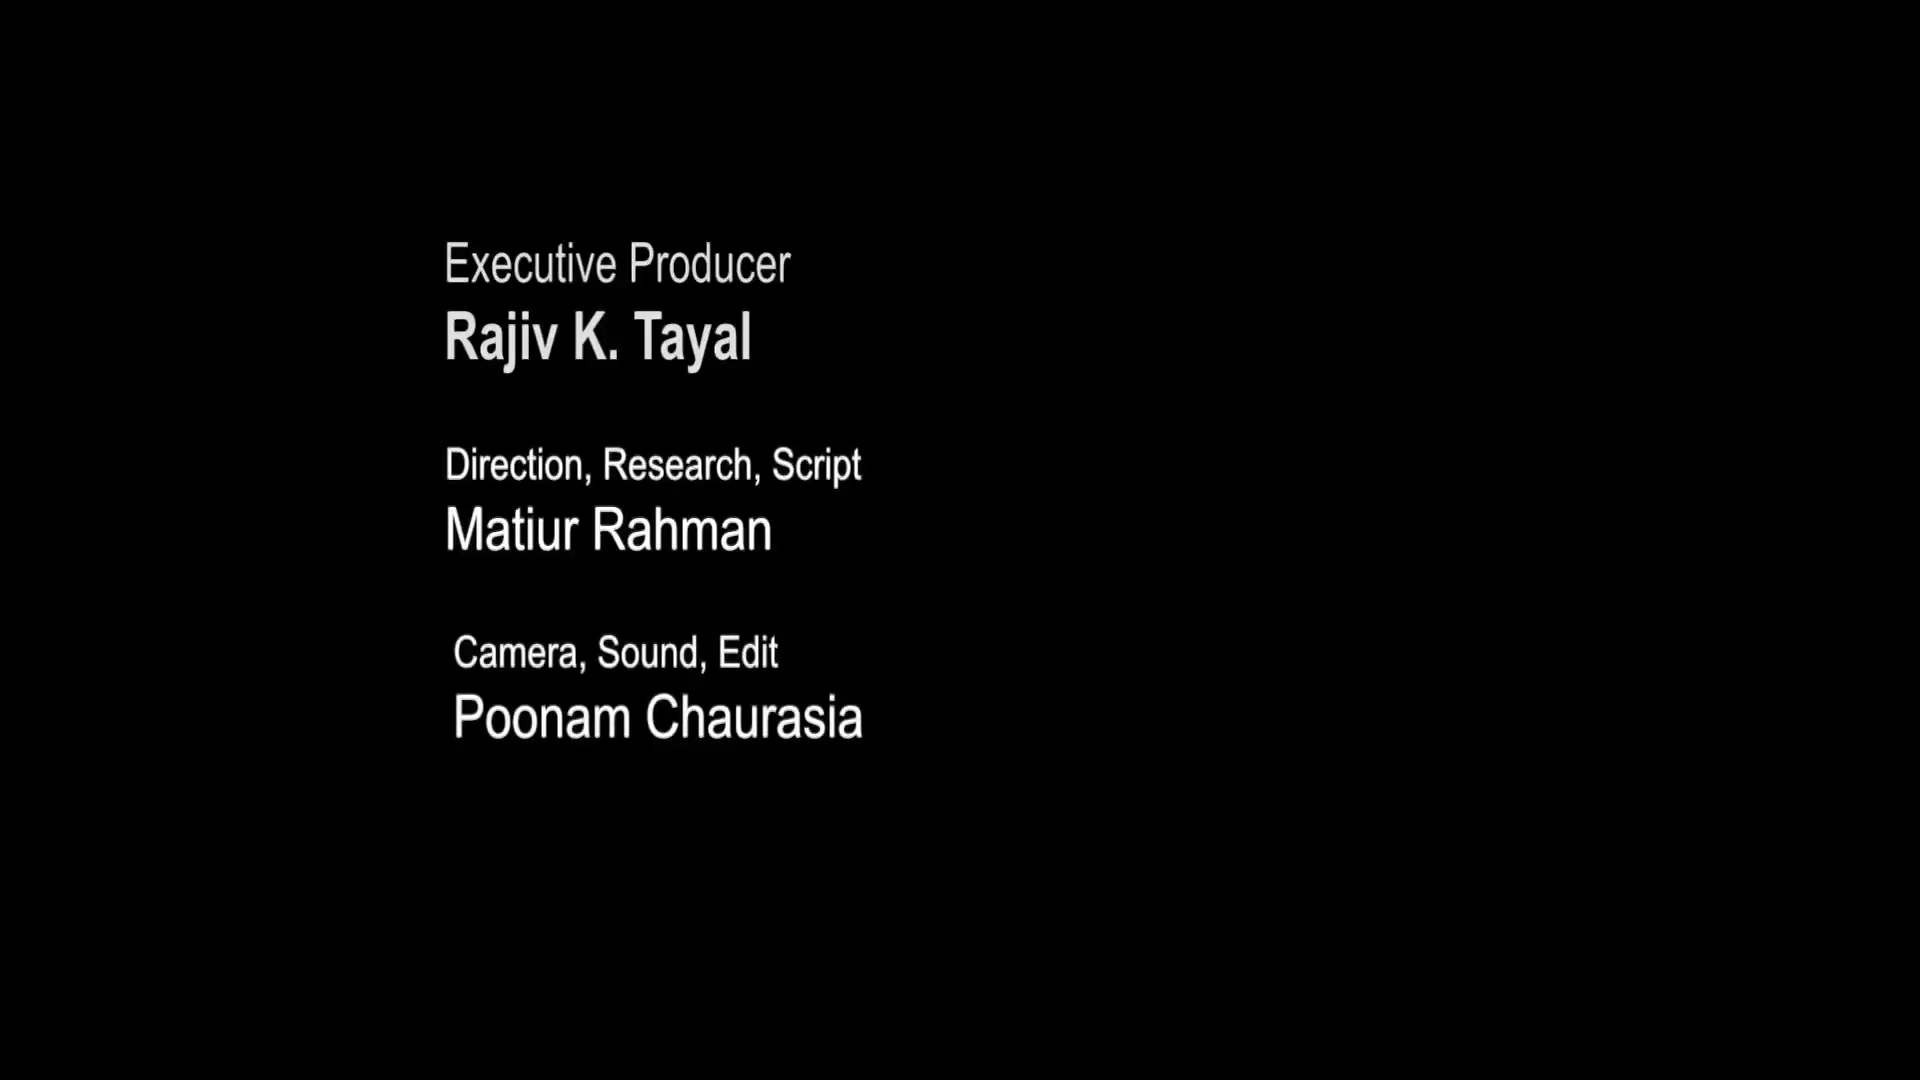 Executive Producer
Rajiv K. Tayal
Direction, Research, Script
Matiur Rahman
Camera, Sound, Edit
Poonam Chaurasia